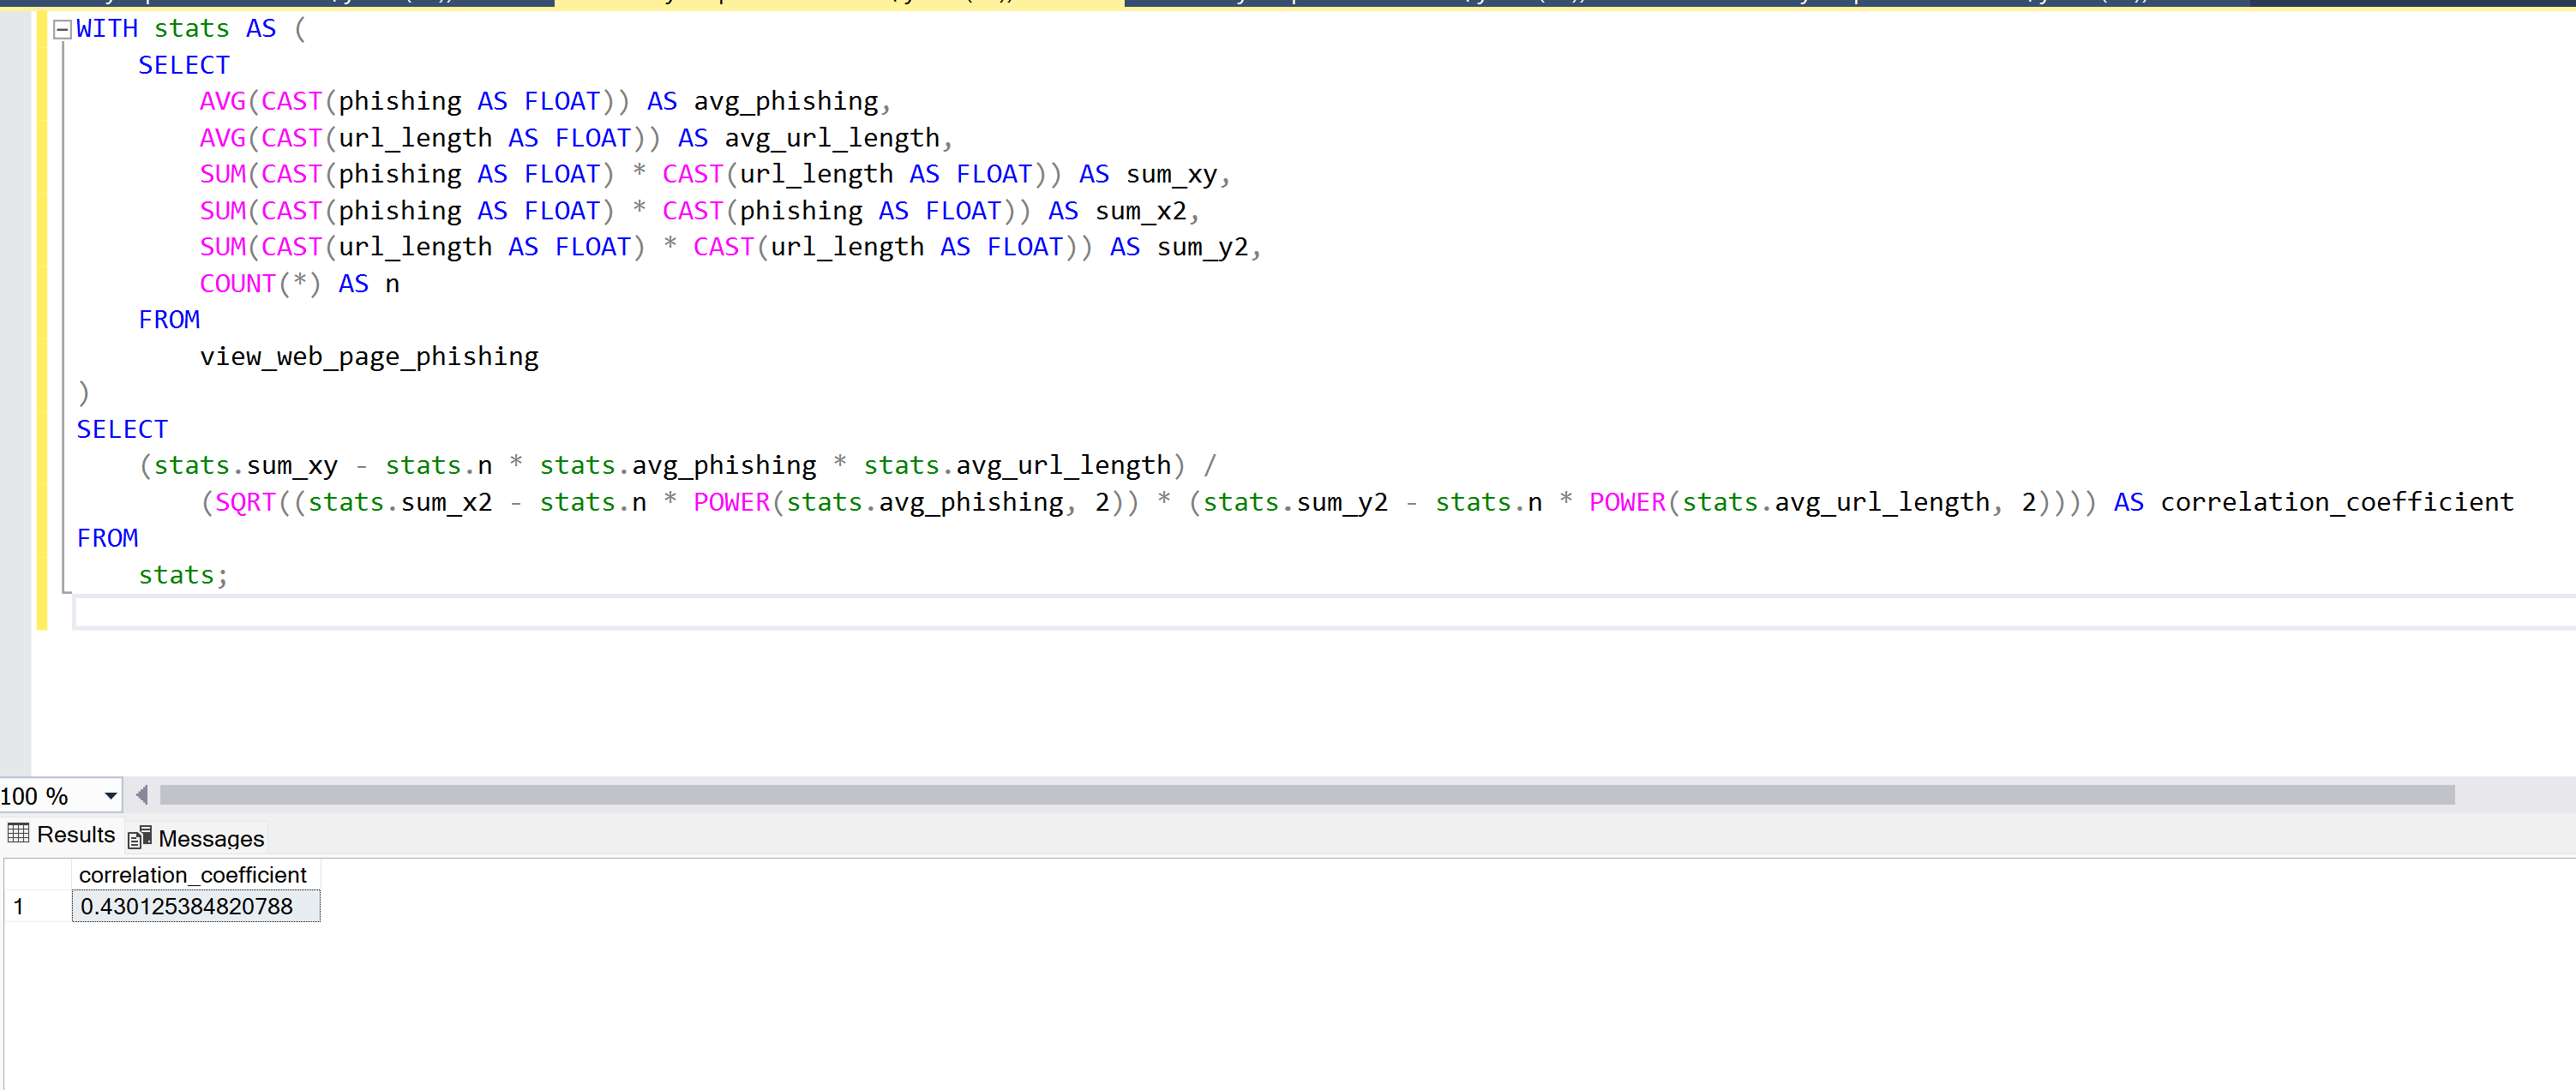 WITH stats AS (
SELECT
AVG(CAST(phishing AS FLOAT)) AS avg_phishing,
AVG(CAST(url_length AS FLOAT)) AS avg_url_length,
SUM(CAST(phishing AS FLOAT) * CAST(url_length AS FLOAT)) AS sum_xy,
SUM(CAST(phishing AS FLOAT) * CAST(phishing AS FLOAT)) AS sum_x2,
SUM(CAST(url_length AS FLOAT) * CAST(url_length AS FLOAT)) AS sum_y2,
COUNT(*) AS n
FROM
view_web_page_phishing
)
SELECT
(stats.sum_xy - stats.n * stats.avg_phishing * stats.avg_url_length) /
(SQRT((stats.sum_x2 - stats.n * POWER(stats.avg_phishing, 2)) * (stats.sum_y2 - stats.n * POWER(stats.avg_url_length, 2)))) AS correlation_coefficient
FROM
stats;
100 %
Results Messages
correlation_coefficient
1 0.430125384820788